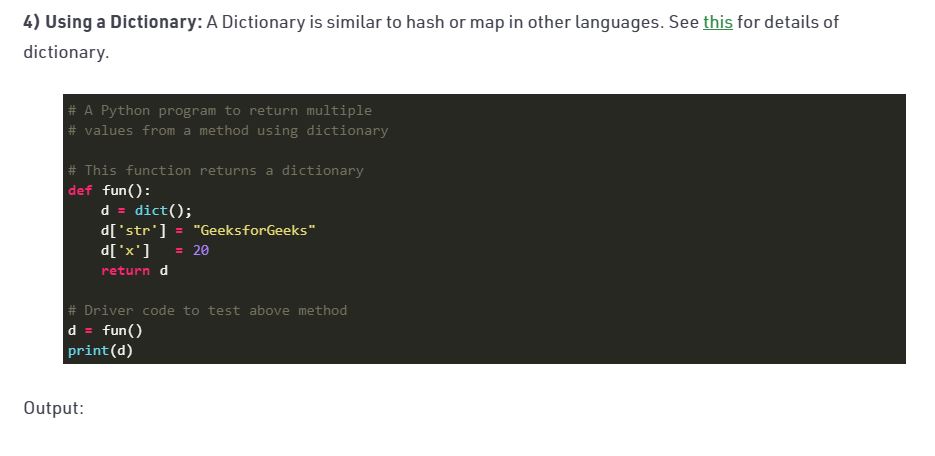 4) Using a Dictionary: A Dictionary is similar to hash or map in other languages. See this for details of
dictionary.
# A Python program to return multiple
# values from a method using dictionary
# This function returns a dictionary
def fun():
    d = dict();
    d['str'] = "GeeksforGeeks"
    d['x']   = 20
    return d
# Driver code to test above method
d = fun()
print(d)
Output: